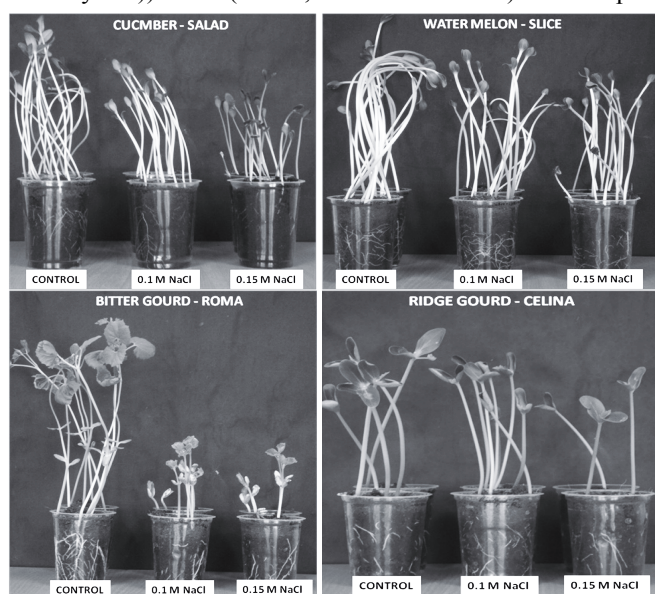 CUCMBER - SALAD
CONTROL
0.1 M NaCl
0.15 M NaCl
WATER MELON - SLICE
CONTROL
0.1 M NaCl
0.15 M NaCl
BITTER GOURD - ROMA
CONTROL
0.1 M NaCl
0.15 M NaCl
RIDGE GOURD - CELINA
CONTROL
0.1 M NaCl
0.15 M NaCl